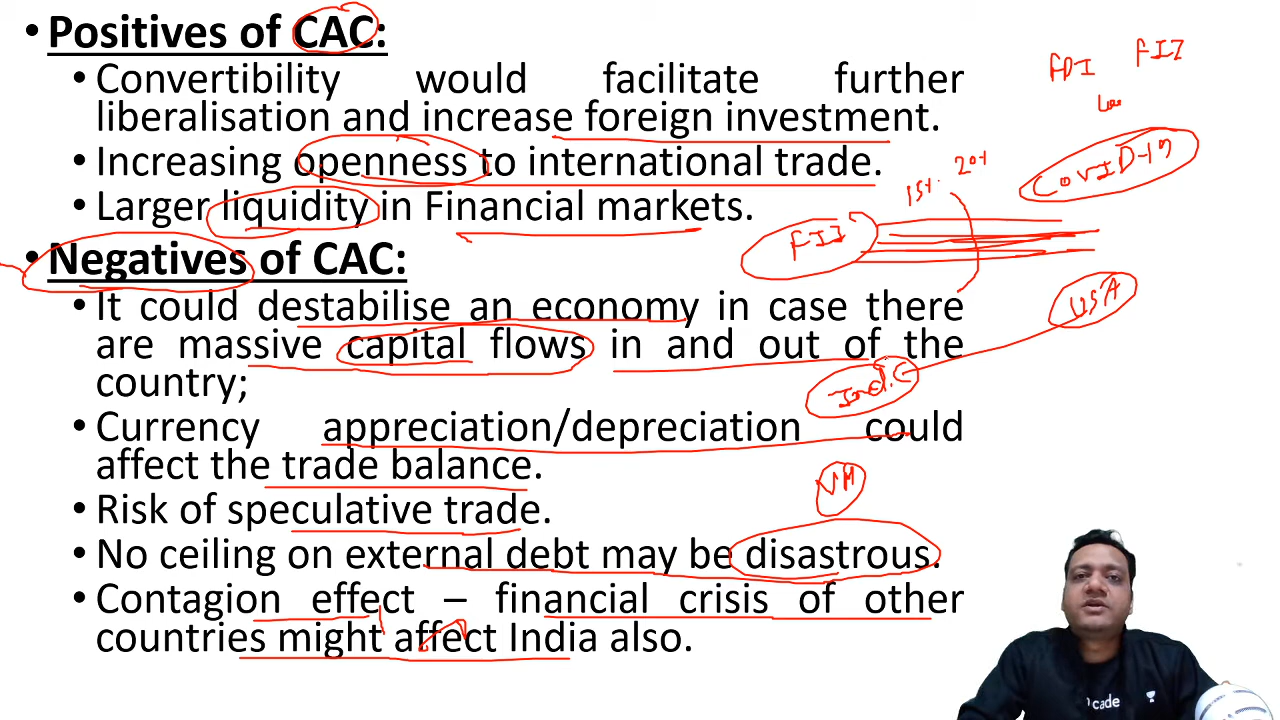 • Positives of CAC:
• Convertibility would facilitate further
liberalisation and increase foreign investment.
• Increasing openness to international trade.
• Larger liquidity in Financial markets.
• Negatives of CAC:
• It could destabilise an economy in case there
are massive capital flows in and out of the
country;
• Currency appreciation/depreciation could
affect the trade balance.
• Risk of speculative trade.
• No ceiling on external debt may be disastrous.
• Contagion effect – financial crisis of other
countries might affect India also.
FDI FII
COVID-19
FII
USA
cade